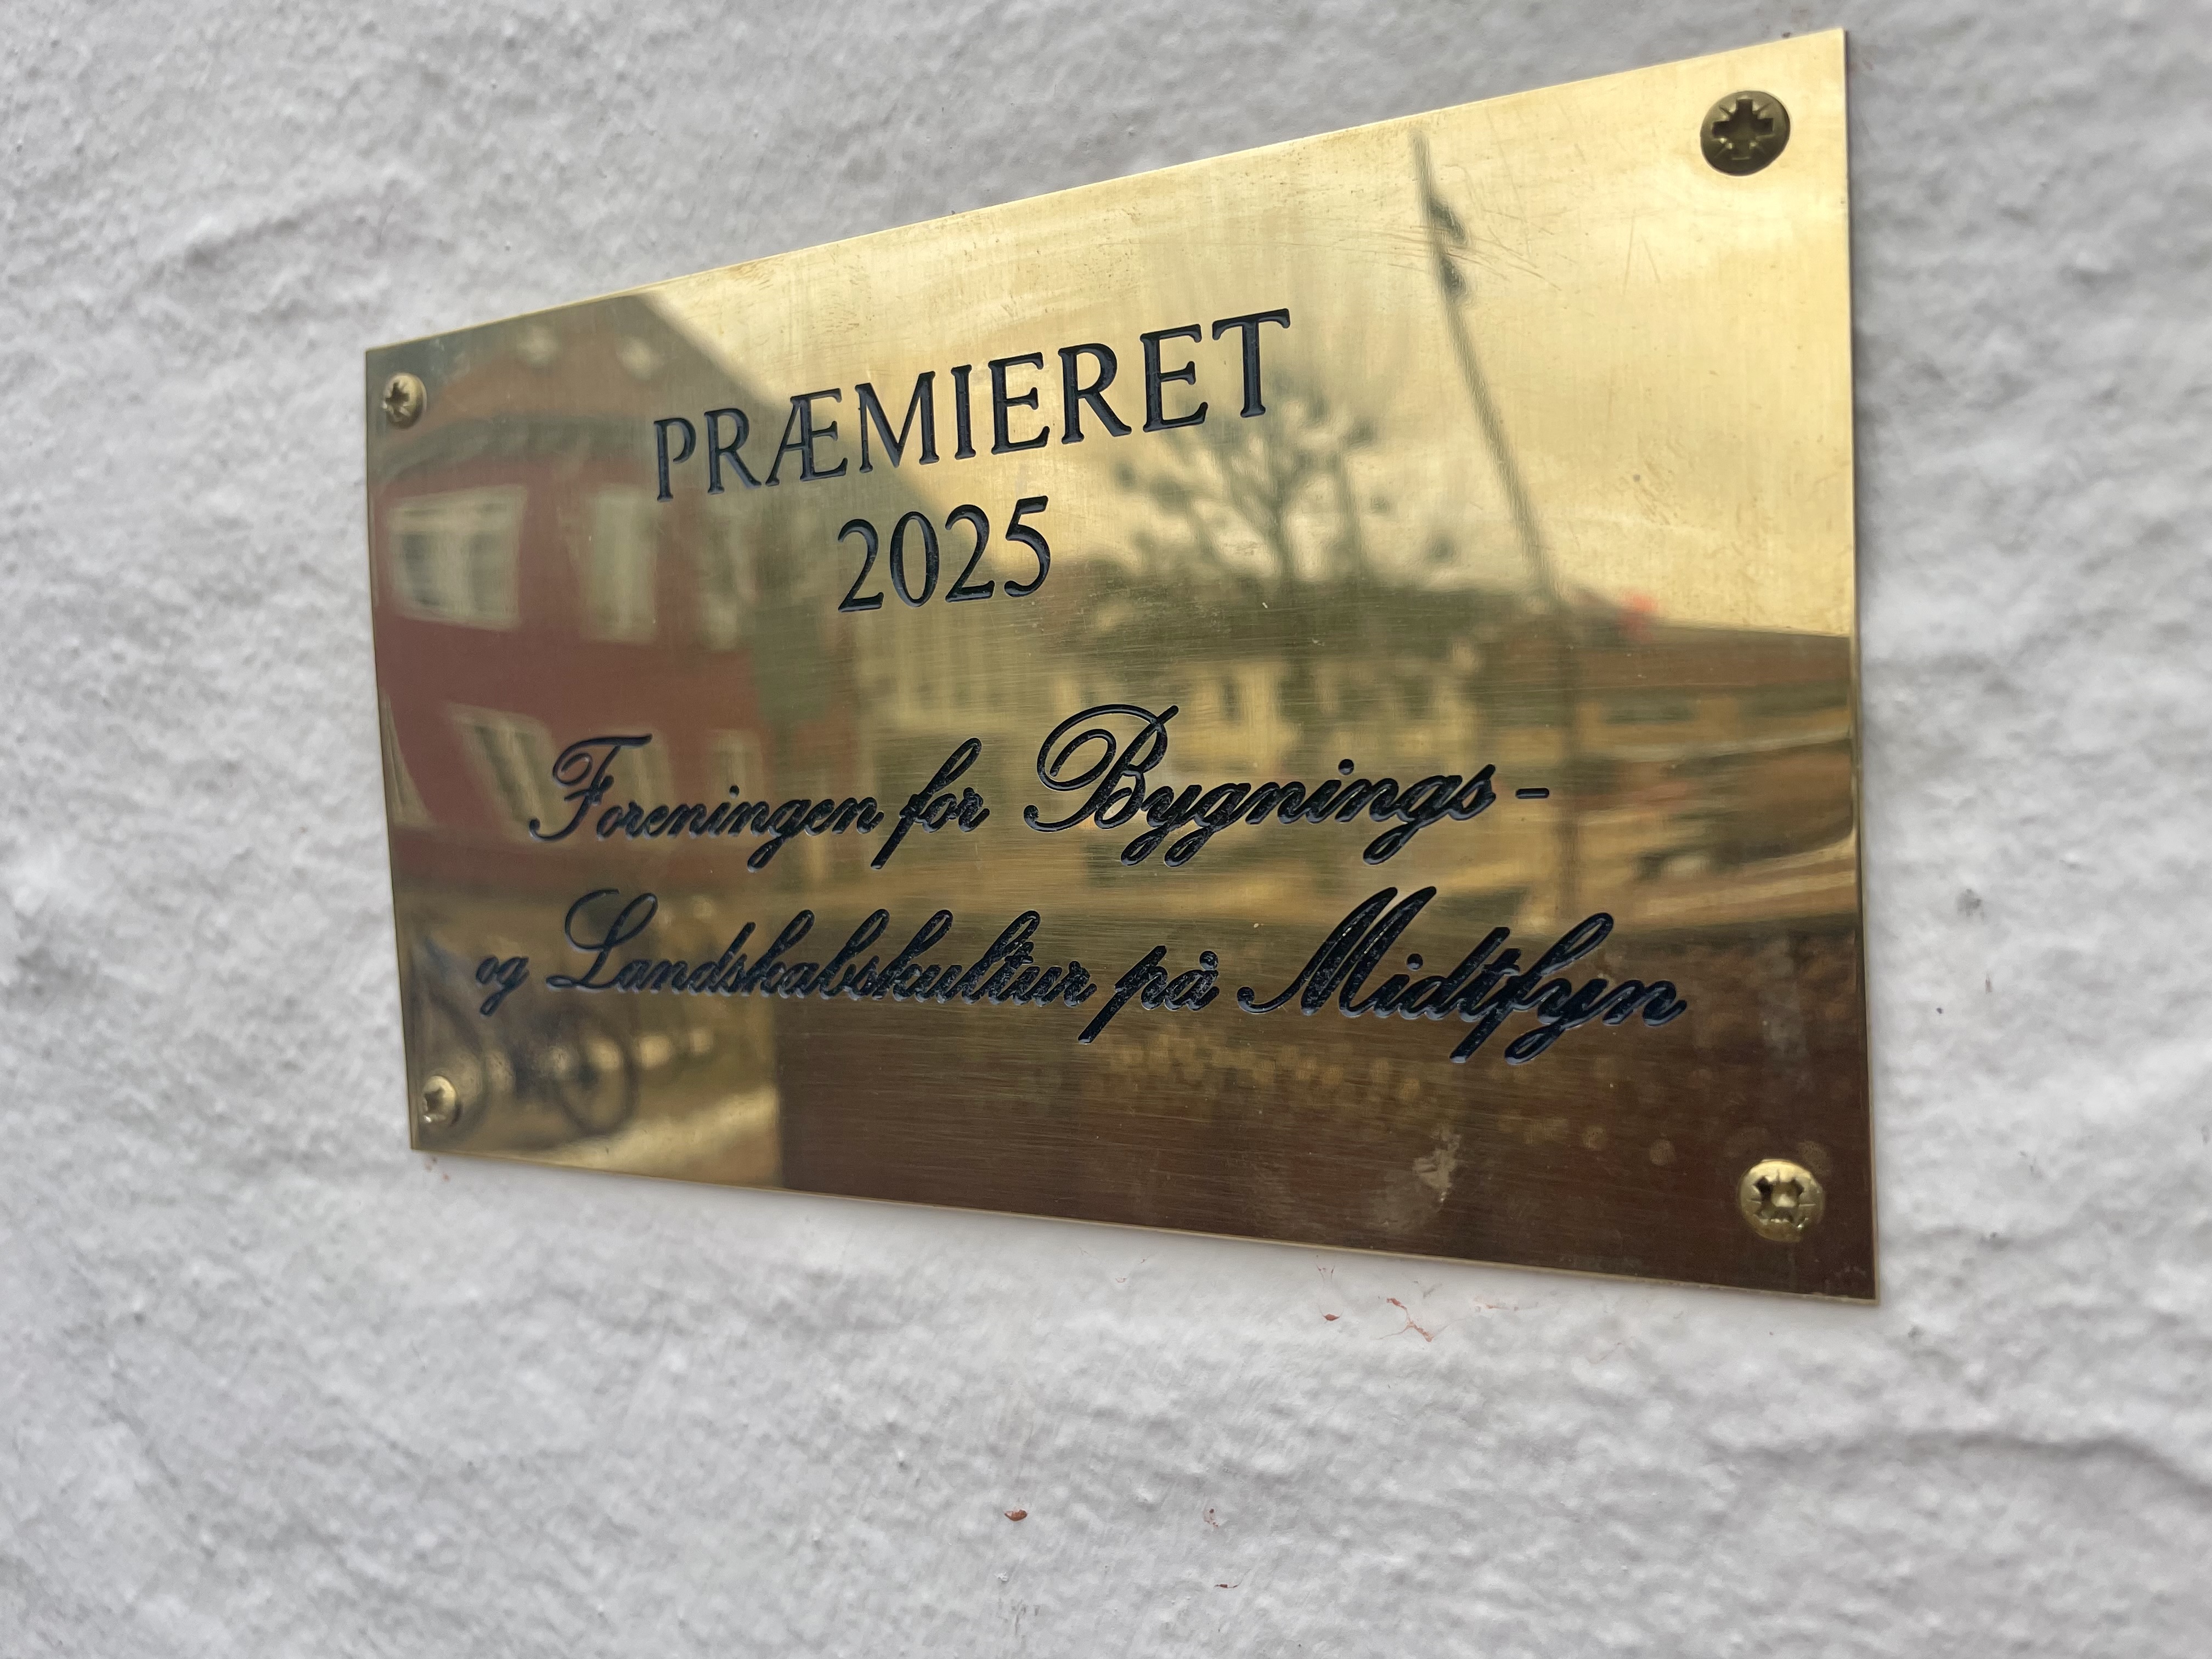 PRÆMIERET
2025
Foreningen for Bygnings-
og Landskabskultur på Midtfyn